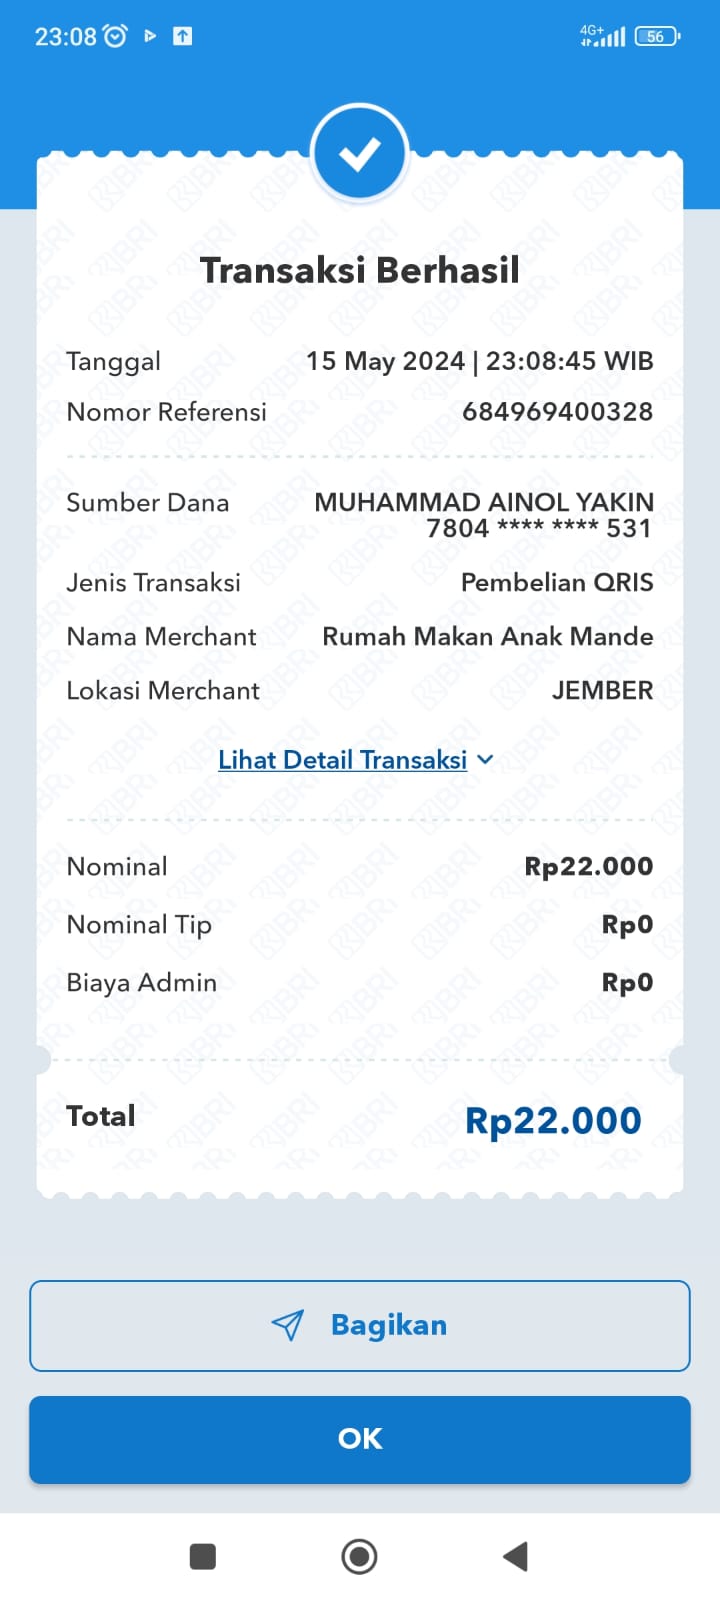 23:08
4G+
56
Transaksi Berhasil
Tanggal 15 May 2024 | 23:08:45 WIB
Nomor Referensi 684969400328
Sumber Dana MUHAMMAD AINOL YAKIN
7804 **** **** 531
Jenis Transaksi Pembelian QRIS
Nama Merchant Rumah Makan Anak Mande
Lokasi Merchant JEMBER
Lihat Detail Transaksi
Nominal Rp22.000
Nominal Tip Rp0
Biaya Admin Rp0
Total Rp22.000
Bagikan
OK